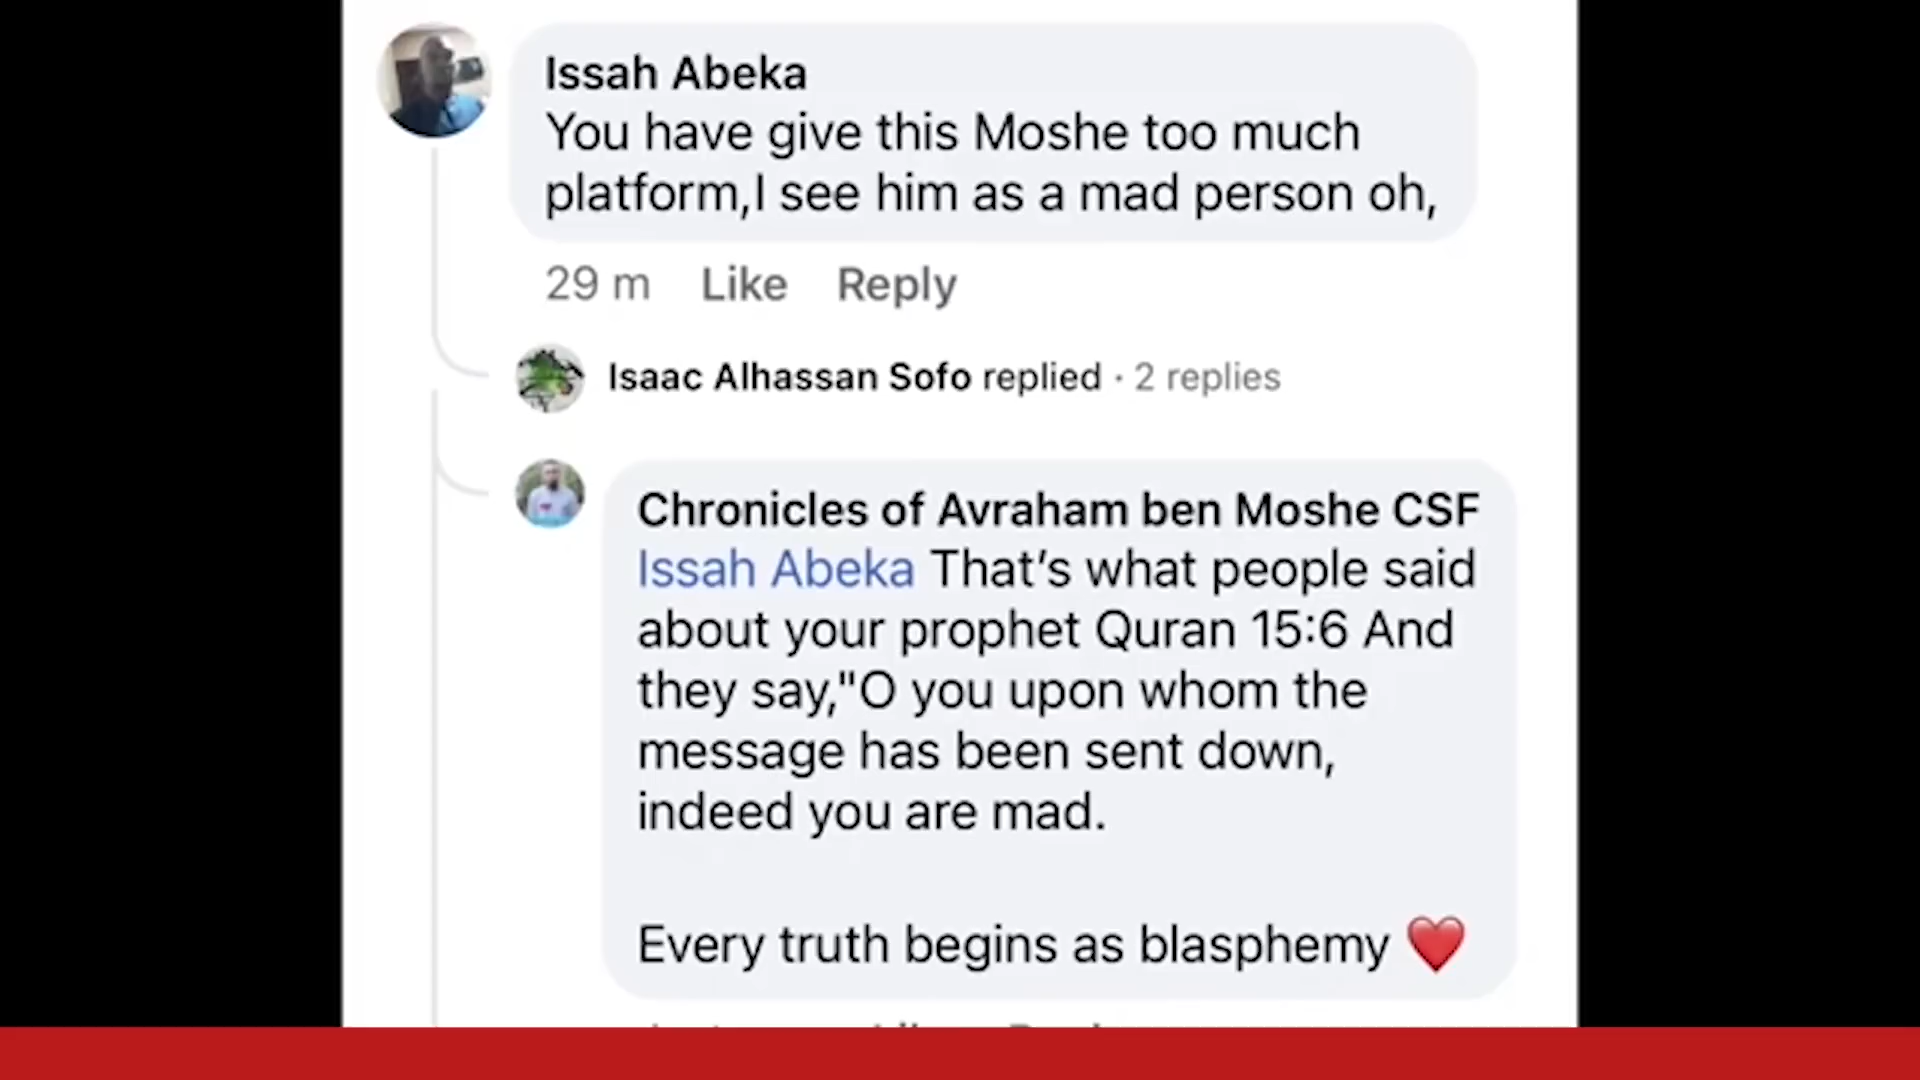 Issah Abeka
You have give this Moshe too much
platform,I see him as a mad person oh,
29 m Like Reply
Isaac Alhassan Sofo replied · 2 replies
Chronicles of Avraham ben Moshe CSF
Issah Abeka That's what people said
about your prophet Quran 15:6 And
they say,"O you upon whom the
message has been sent down,
indeed you are mad.
Every truth begins as blasphemy ❤️